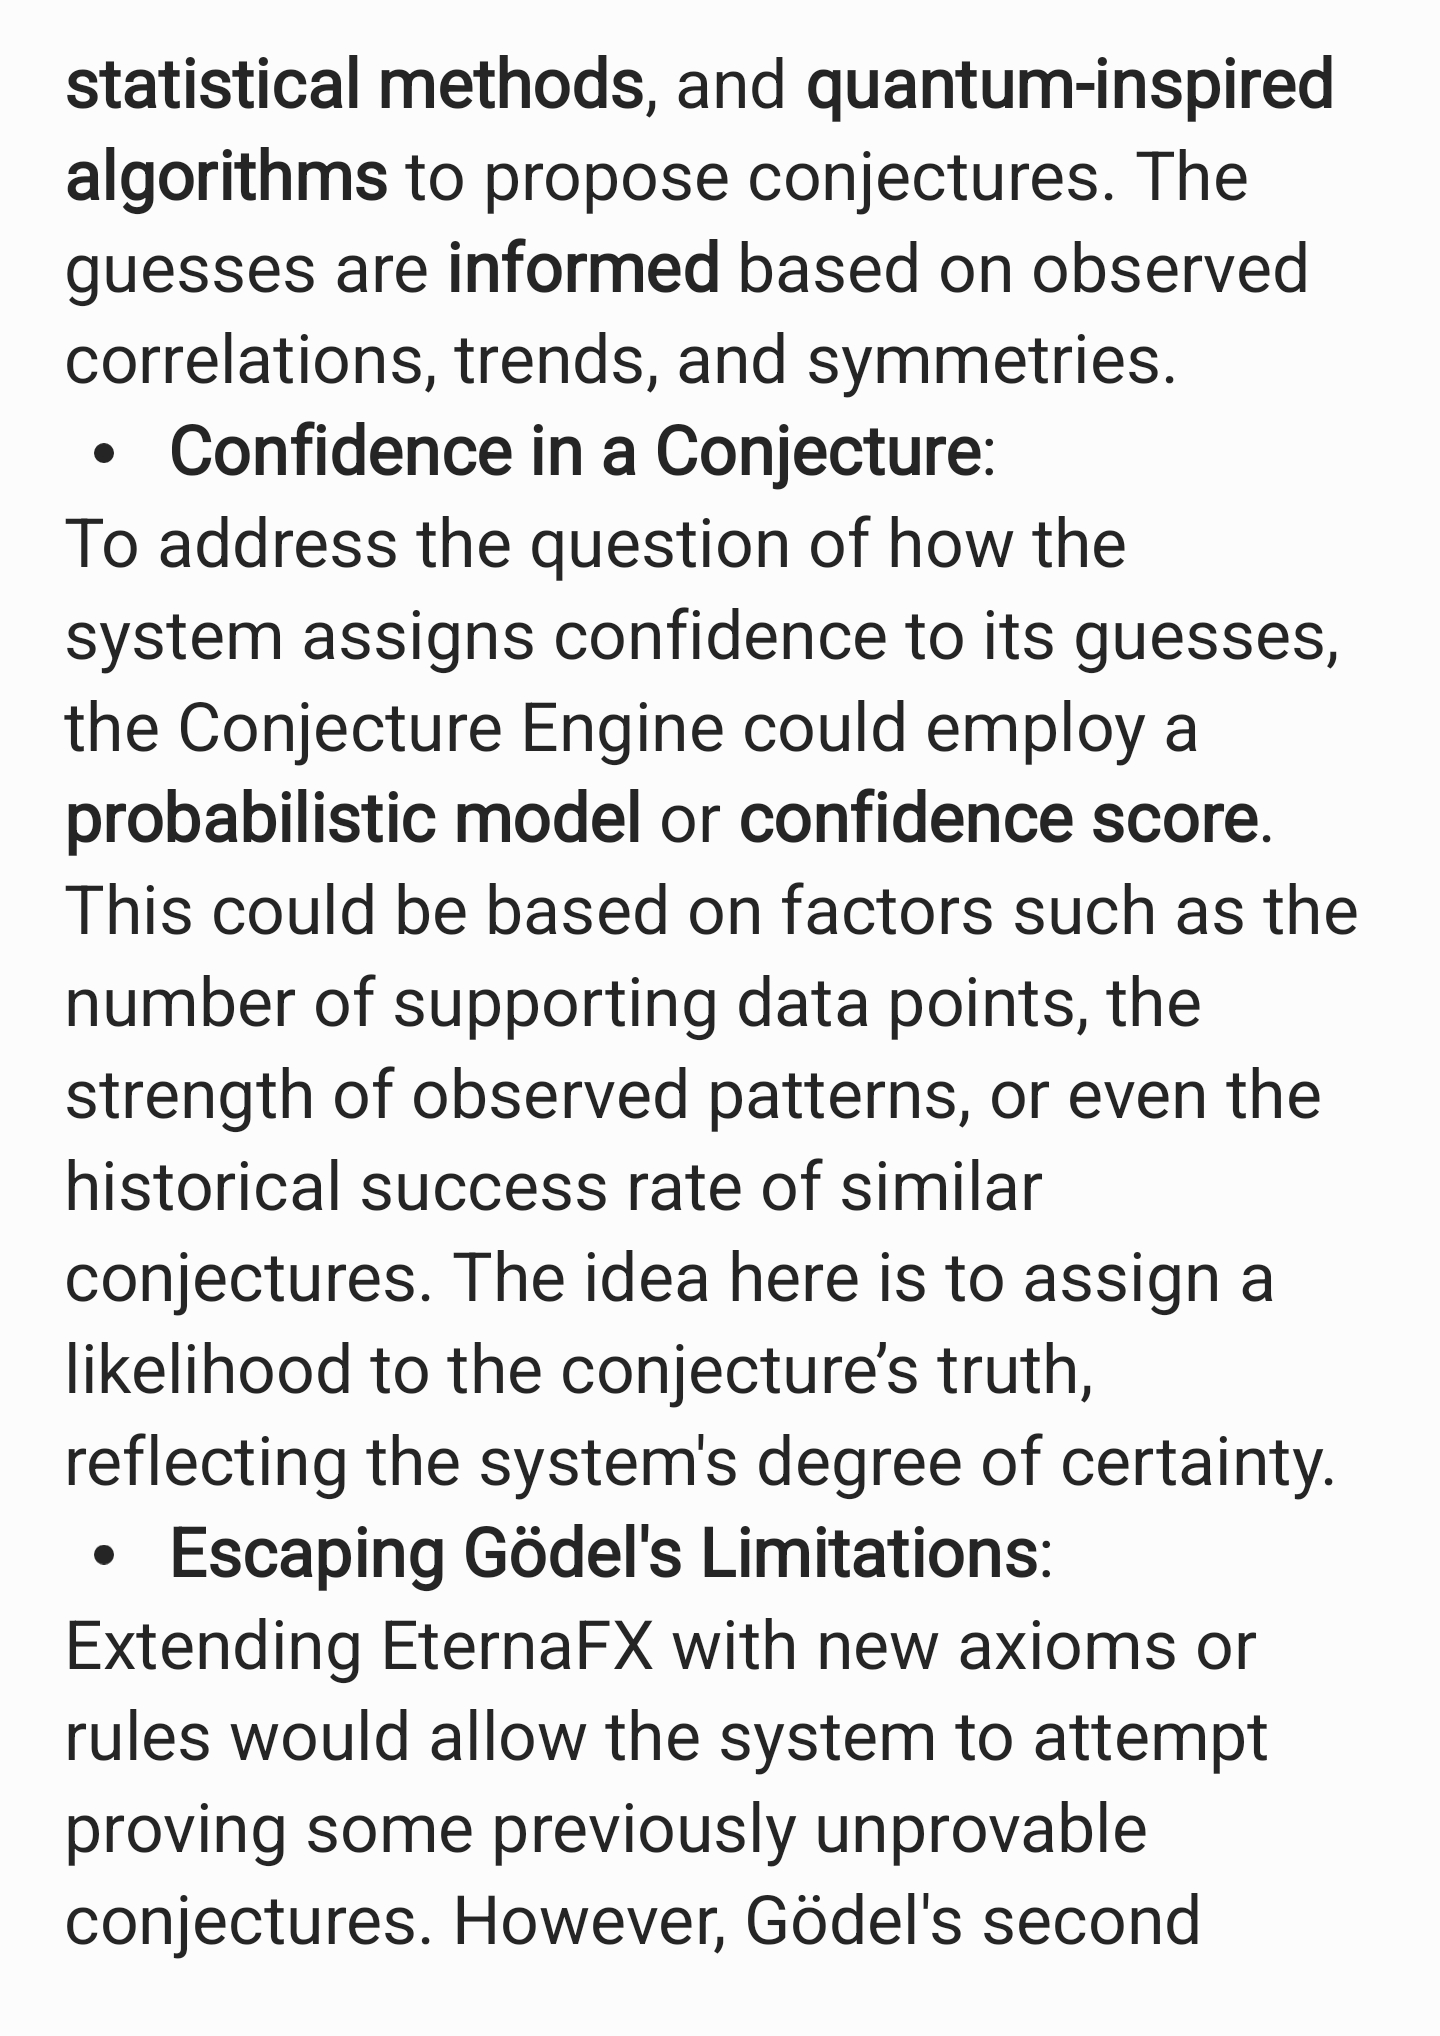 statistical methods, and quantum-inspired
algorithms to propose conjectures. The
guesses are informed based on observed
correlations, trends, and symmetries.
• Confidence in a Conjecture:
To address the question of how the
system assigns confidence to its guesses,
the Conjecture Engine could employ a
probabilistic model or confidence score.
This could be based on factors such as the
number of supporting data points, the
strength of observed patterns, or even the
historical success rate of similar
conjectures. The idea here is to assign a
likelihood to the conjecture’s truth,
reflecting the system's degree of certainty.
• Escaping Gödel's Limitations:
Extending EternaFX with new axioms or
rules would allow the system to attempt
proving some previously unprovable
conjectures. However, Gödel's second